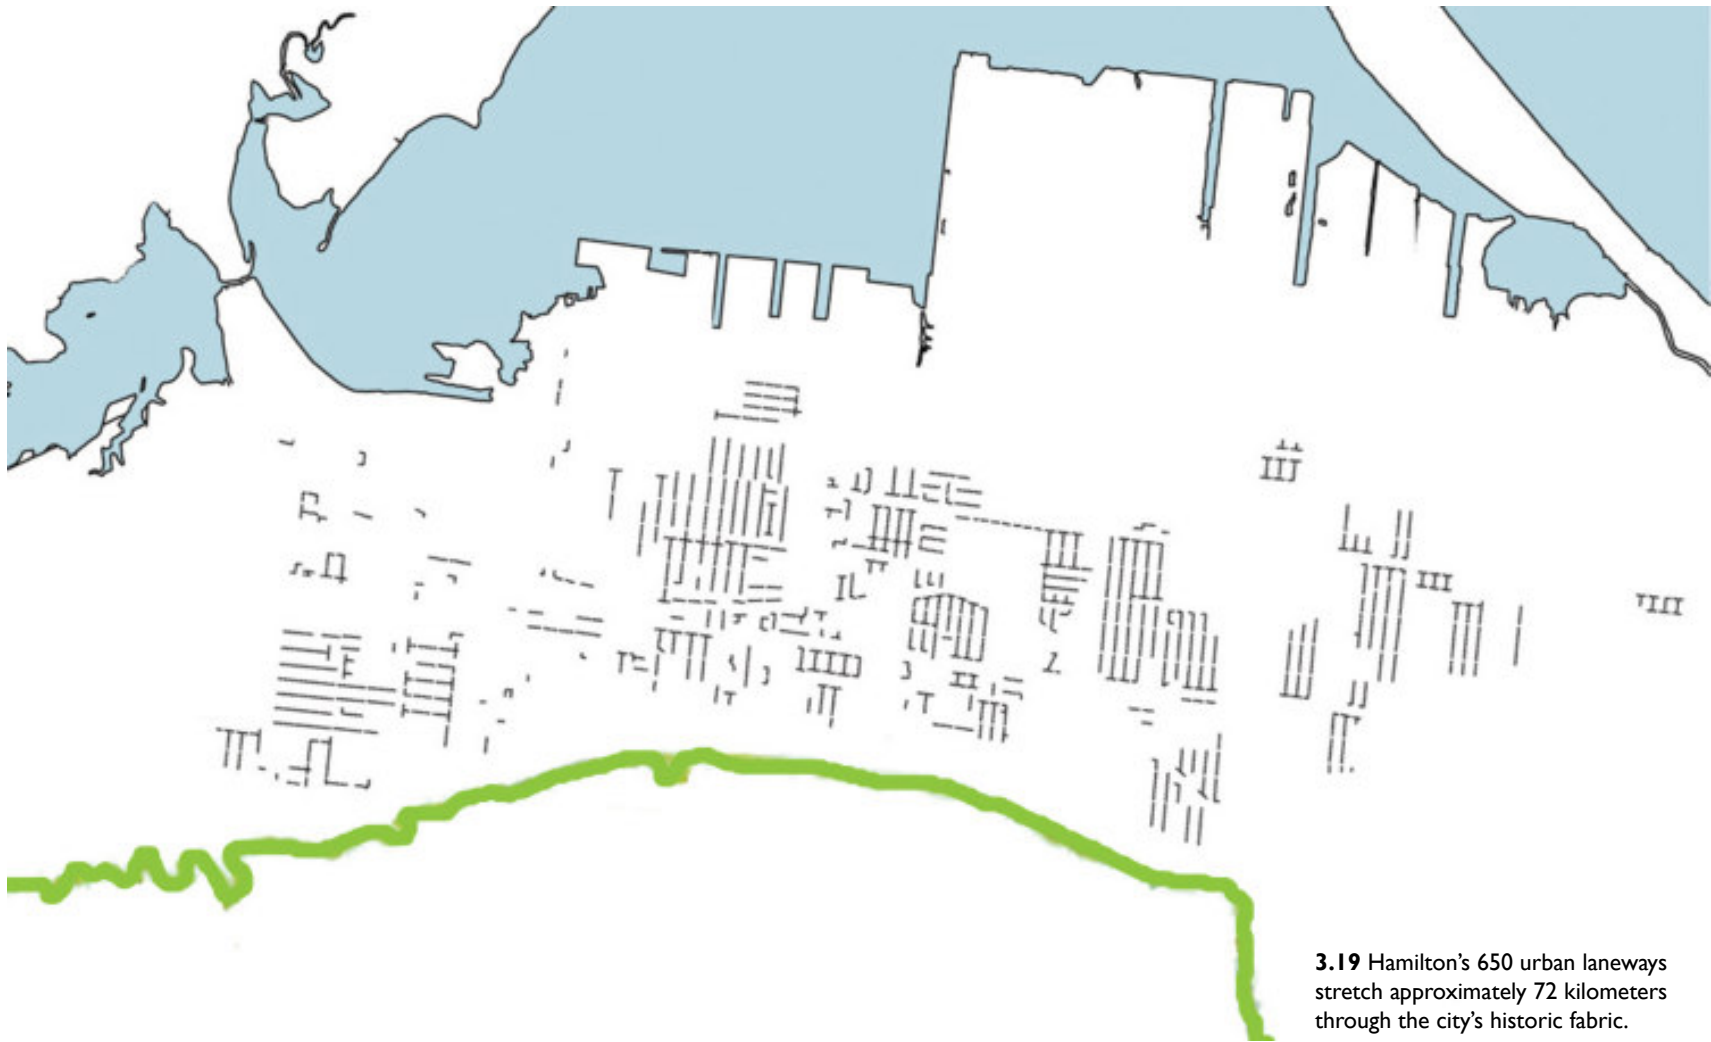 3.19 Hamilton’s 650 urban laneways
stretch approximately 72 kilometers
through the city’s historic fabric.